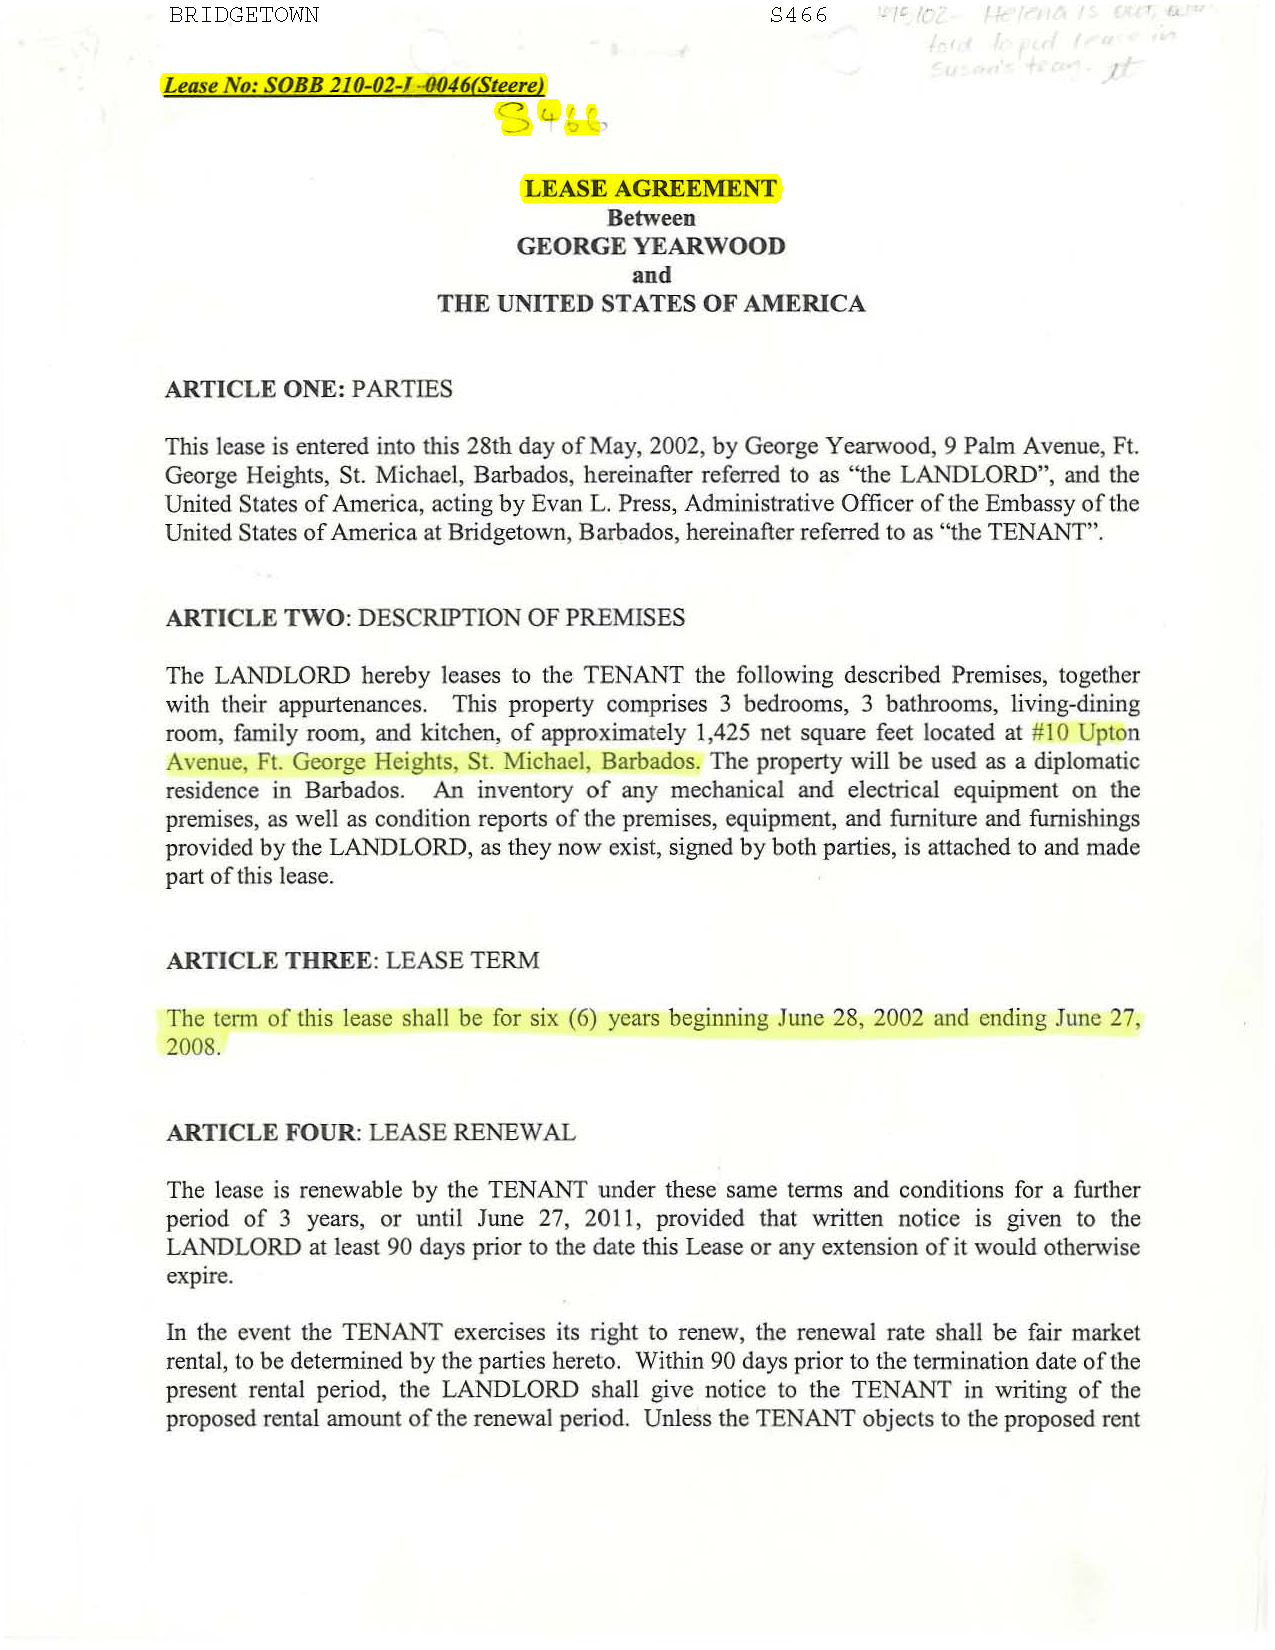 BRIDGETOWN S466
Helena is out, 
told to put lease in
Susan's team.
Lease No: SOBB 210-02-L-0046(Steere)
S466
LEASE AGREEMENT
Between
GEORGE YEARWOOD
and
THE UNITED STATES OF AMERICA
ARTICLE ONE: PARTIES
This lease is entered into this 28th day of May, 2002, by George Yearwood, 9 Palm Avenue, Ft.
George Heights, St. Michael, Barbados, hereinafter referred to as “the LANDLORD”, and the
United States of America, acting by Evan L. Press, Administrative Officer of the Embassy of the
United States of America at Bridgetown, Barbados, hereinafter referred to as “the TENANT”.
ARTICLE TWO: DESCRIPTION OF PREMISES
The LANDLORD hereby leases to the TENANT the following described Premises, together
with their appurtenances. This property comprises 3 bedrooms, 3 bathrooms, living-dining
room, family room, and kitchen, of approximately 1,425 net square feet located at #10 Upton
Avenue, Ft. George Heights, St. Michael, Barbados. The property will be used as a diplomatic
residence in Barbados. An inventory of any mechanical and electrical equipment on the
premises, as well as condition reports of the premises, equipment, and furniture and furnishings
provided by the LANDLORD, as they now exist, signed by both parties, is attached to and made
part of this lease.
ARTICLE THREE: LEASE TERM
The term of this lease shall be for six (6) years beginning June 28, 2002 and ending June 27,
2008.
ARTICLE FOUR: LEASE RENEWAL
The lease is renewable by the TENANT under these same terms and conditions for a further
period of 3 years, or until June 27, 2011, provided that written notice is given to the
LANDLORD at least 90 days prior to the date this Lease or any extension of it would otherwise
expire.
In the event the TENANT exercises its right to renew, the renewal rate shall be fair market
rental, to be determined by the parties hereto. Within 90 days prior to the termination date of the
present rental period, the LANDLORD shall give notice to the TENANT in writing of the
proposed rental amount of the renewal period. Unless the TENANT objects to the proposed rent